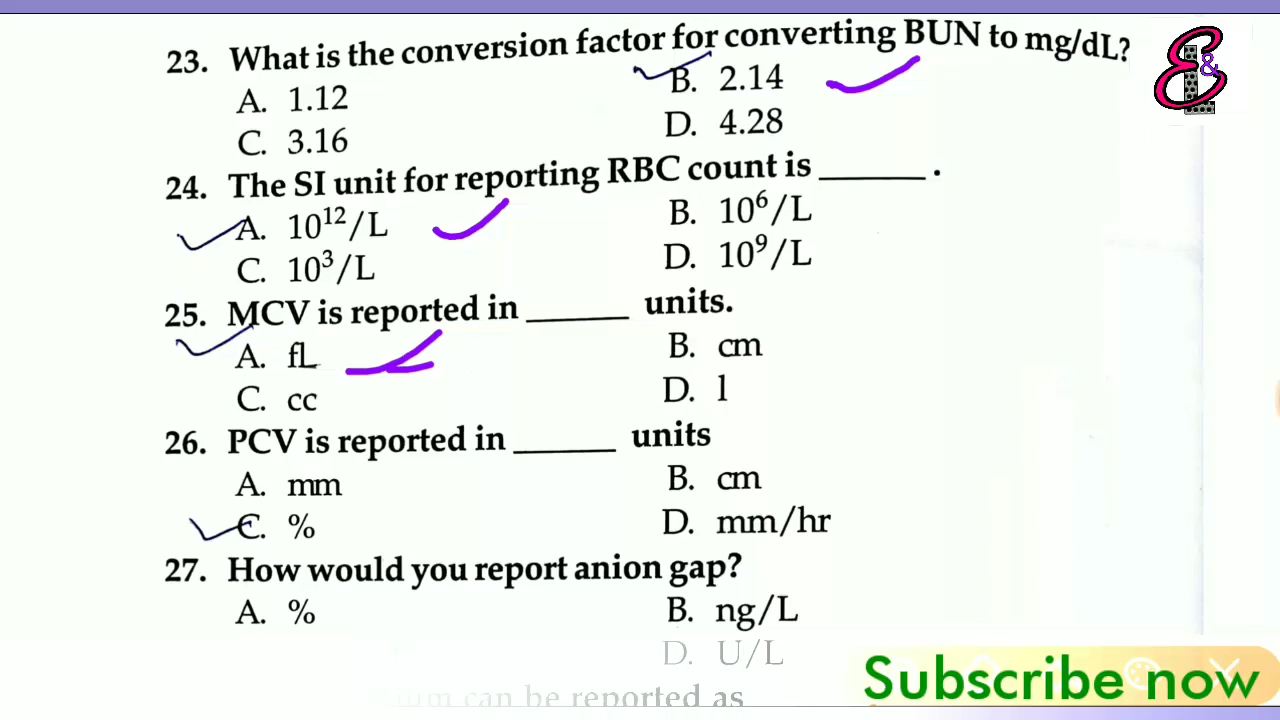 23. What is the conversion factor for converting BUN to mg/dL?
A. 1.12 B. 2.14
C. 3.16 D. 4.28
24. The SI unit for reporting RBC count is ______ .
A. 10¹²/L B. 10⁶/L
C. 10³/L D. 10⁹/L
25. MCV is reported in ______ units.
A. fL B. cm
C. cc D. l
26. PCV is reported in ______ units
A. mm B. cm
C. % D. mm/hr
27. How would you report anion gap?
A. % B. ng/L
D. U/L
can be reported as
E & L
Subscribe now